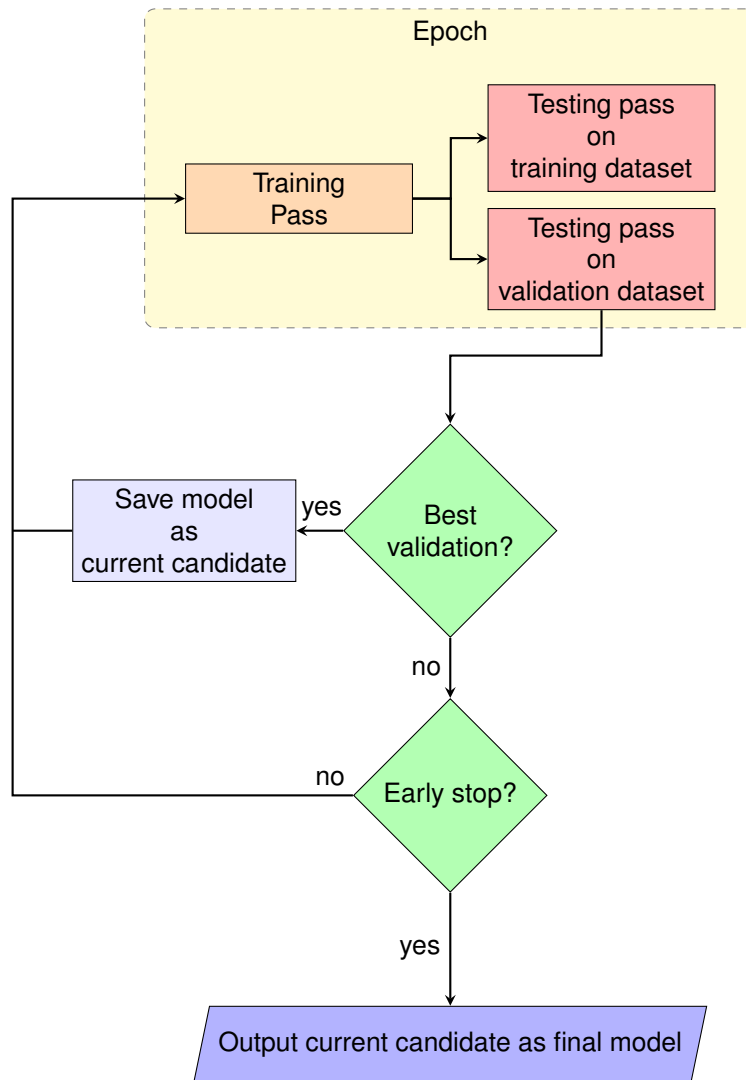 Epoch
Testing pass
on
training dataset
Training
Pass
Testing pass
on
validation dataset
Save model
as
current candidate
yes
Best
validation?
no
no
Early stop?
yes
Output current candidate as final model